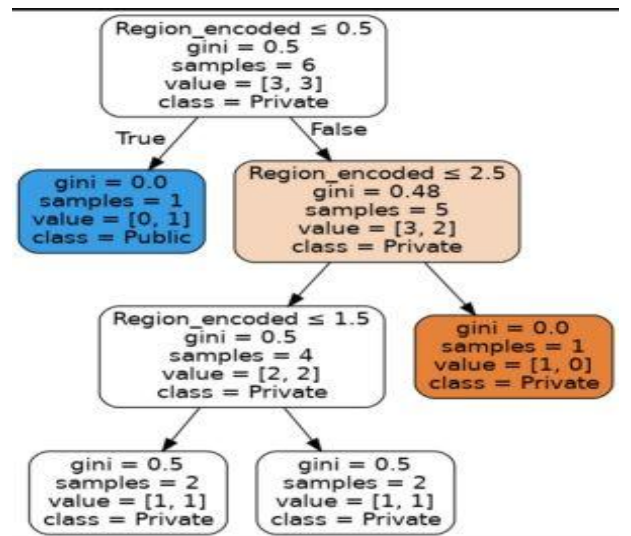 Region_encoded ≤ 0.5
gini = 0.5
samples = 6
value = [3, 3]
class = Private
True
False
gini = 0.0
samples = 1
value = [0, 1]
class = Public
Region_encoded ≤ 2.5
gini = 0.48
samples = 5
value = [3, 2]
class = Private
Region_encoded ≤ 1.5
gini = 0.5
samples = 4
value = [2, 2]
class = Private
gini = 0.0
samples = 1
value = [1, 0]
class = Private
gini = 0.5
samples = 2
value = [1, 1]
class = Private
gini = 0.5
samples = 2
value = [1, 1]
class = Private